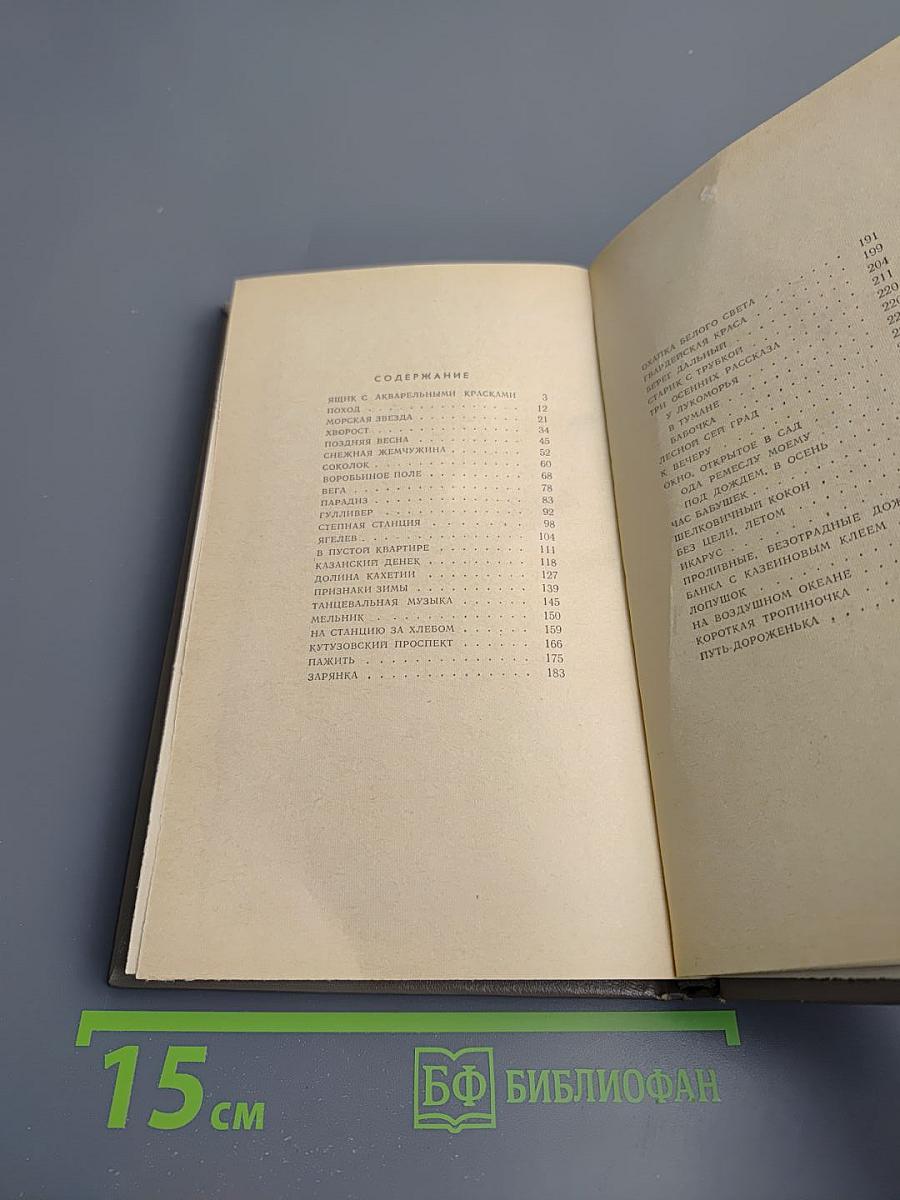 СОДЕРЖАНИЕ
ЯЩИК С АКВАРЕЛЬНЫМИ КРАСКАМИ 3
ПОХОД 12
МОРСКАЯ ЗВЕЗДА 21
ХВОРОСТ 34
ПОЗДНЯЯ ВЕСНА 45
СНЕЖНАЯ ЖЕМЧУЖИНА 52
СОКОЛОК 60
ВОРОБЬИНОЕ ПОЛЕ 68
ВЕГА 78
ПАРАДИЗ 83
ГУЛЛИВЕР 92
СТЕПНАЯ СТАНЦИЯ 98
ЯГЕЛЕВ 104
В ПУСТОЙ КВАРТИРЕ 111
КАЗАНСКИЙ ДЕНЕК 118
ДОЛИНА КАХЕТИИ 127
ПРИЗНАКИ ЗИМЫ 139
ТАНЦЕВАЛЬНАЯ МУЗЫКА 145
МЕЛЬНИК 150
НА СТАНЦИЮ ЗА ХЛЕБОМ 159
КУТУЗОВСКИЙ ПРОСПЕКТ 166
ПАЖИТЬ 175
ЗАРЯНКА 183
ОХАПКА БЕЛОГО СВЕТА 191
ГВАРДЕЙСКАЯ КРАСА 199
БЕРЕГ ДАЛЬНЫЙ 204
СТАРИК С ТРУБКОЙ 211
ТРИ ОСЕННИХ РАССКАЗА 220
У ЛУКОМОРЬЯ
В ТУМАНЕ
БАБОЧКА
ЛЕСНОЙ СЕЙ ГРАД
К ВЕЧЕРУ
ОКНО, ОТКРЫТОЕ В САД
ОДА РЕМЕСЛУ МОЕМУ
ПОД ДОЖДЕМ, В ОСЕНЬ
ЧАС БАБУШЕК
ШЕЛКОВИЧНЫЙ КОКОН
БЕЗ ЦЕЛИ, ЛЕТОМ
ИКАРУС
ПРОЛИВНЫЕ, БЕЗОТРАДНЫЕ ДОЖ
БАНКА С КАЗЕИНОВЫМ КЛЕЕМ
ЛОПУШОК
НА ВОЗДУШНОМ ОКЕАНЕ
КОРОТКАЯ ТРОПИНОЧКА
ПУТЬ-ДОРОЖЕНЬКА
15 СМ
БФ БИБЛИОФАН